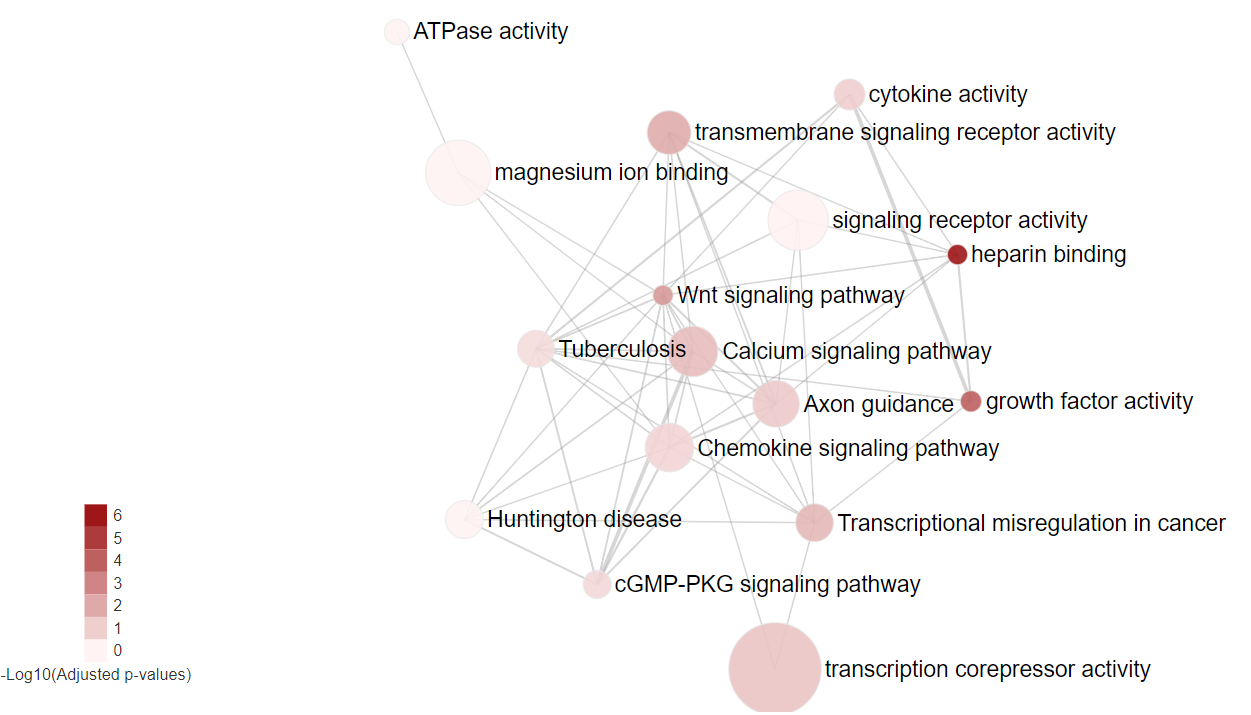 ATPase activity
cytokine activity
transmembrane signaling receptor activity
magnesium ion binding
signaling receptor activity
heparin binding
Wnt signaling pathway
Tuberculosis
Calcium signaling pathway
Axon guidance
growth factor activity
Chemokine signaling pathway
Huntington disease
Transcriptional misregulation in cancer
cGMP-PKG signaling pathway
transcription corepressor activity
6
5
4
3
2
1
0
-Log10(Adjusted p-values)